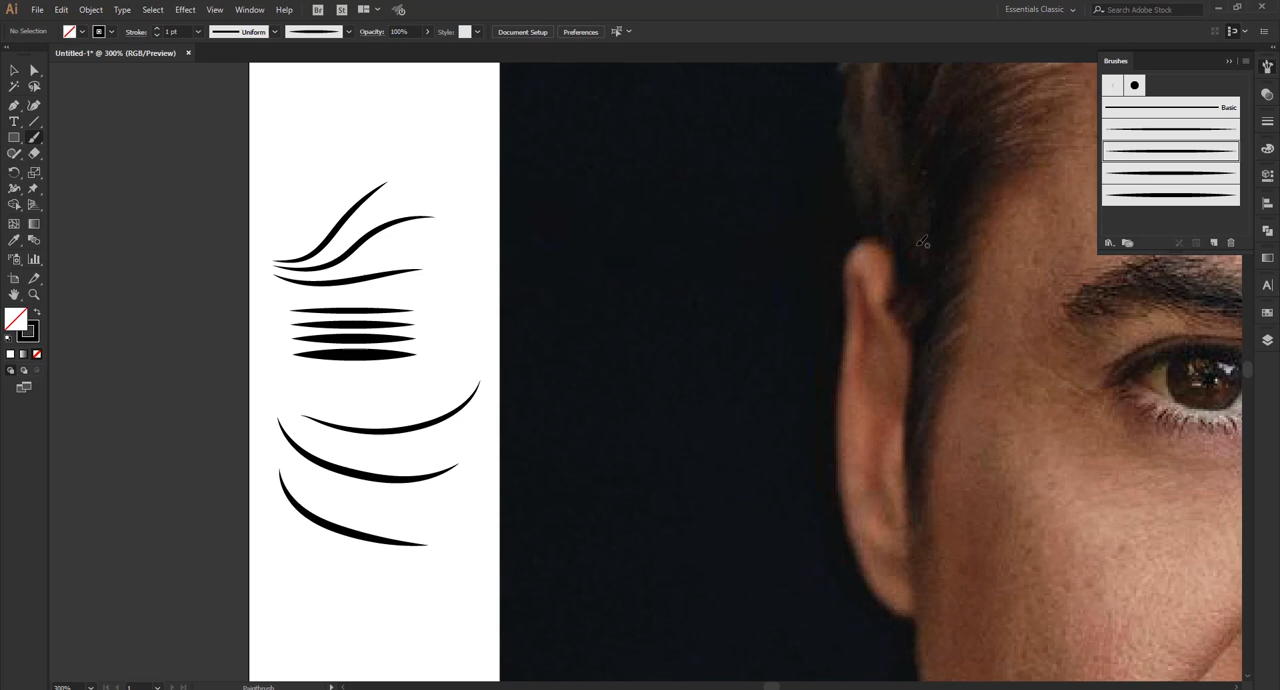 Ai File Edit Object Type Select Effect View Window Help Br St Essentials Classic Search Adobe Stock
No Selection Stroke: 1 pt Uniform Opacity: 100% Style: Document Setup Preferences
Untitled-1* @ 300% (RGB/Preview) ×
Brushes
Basic
300% 1 Paintbrush